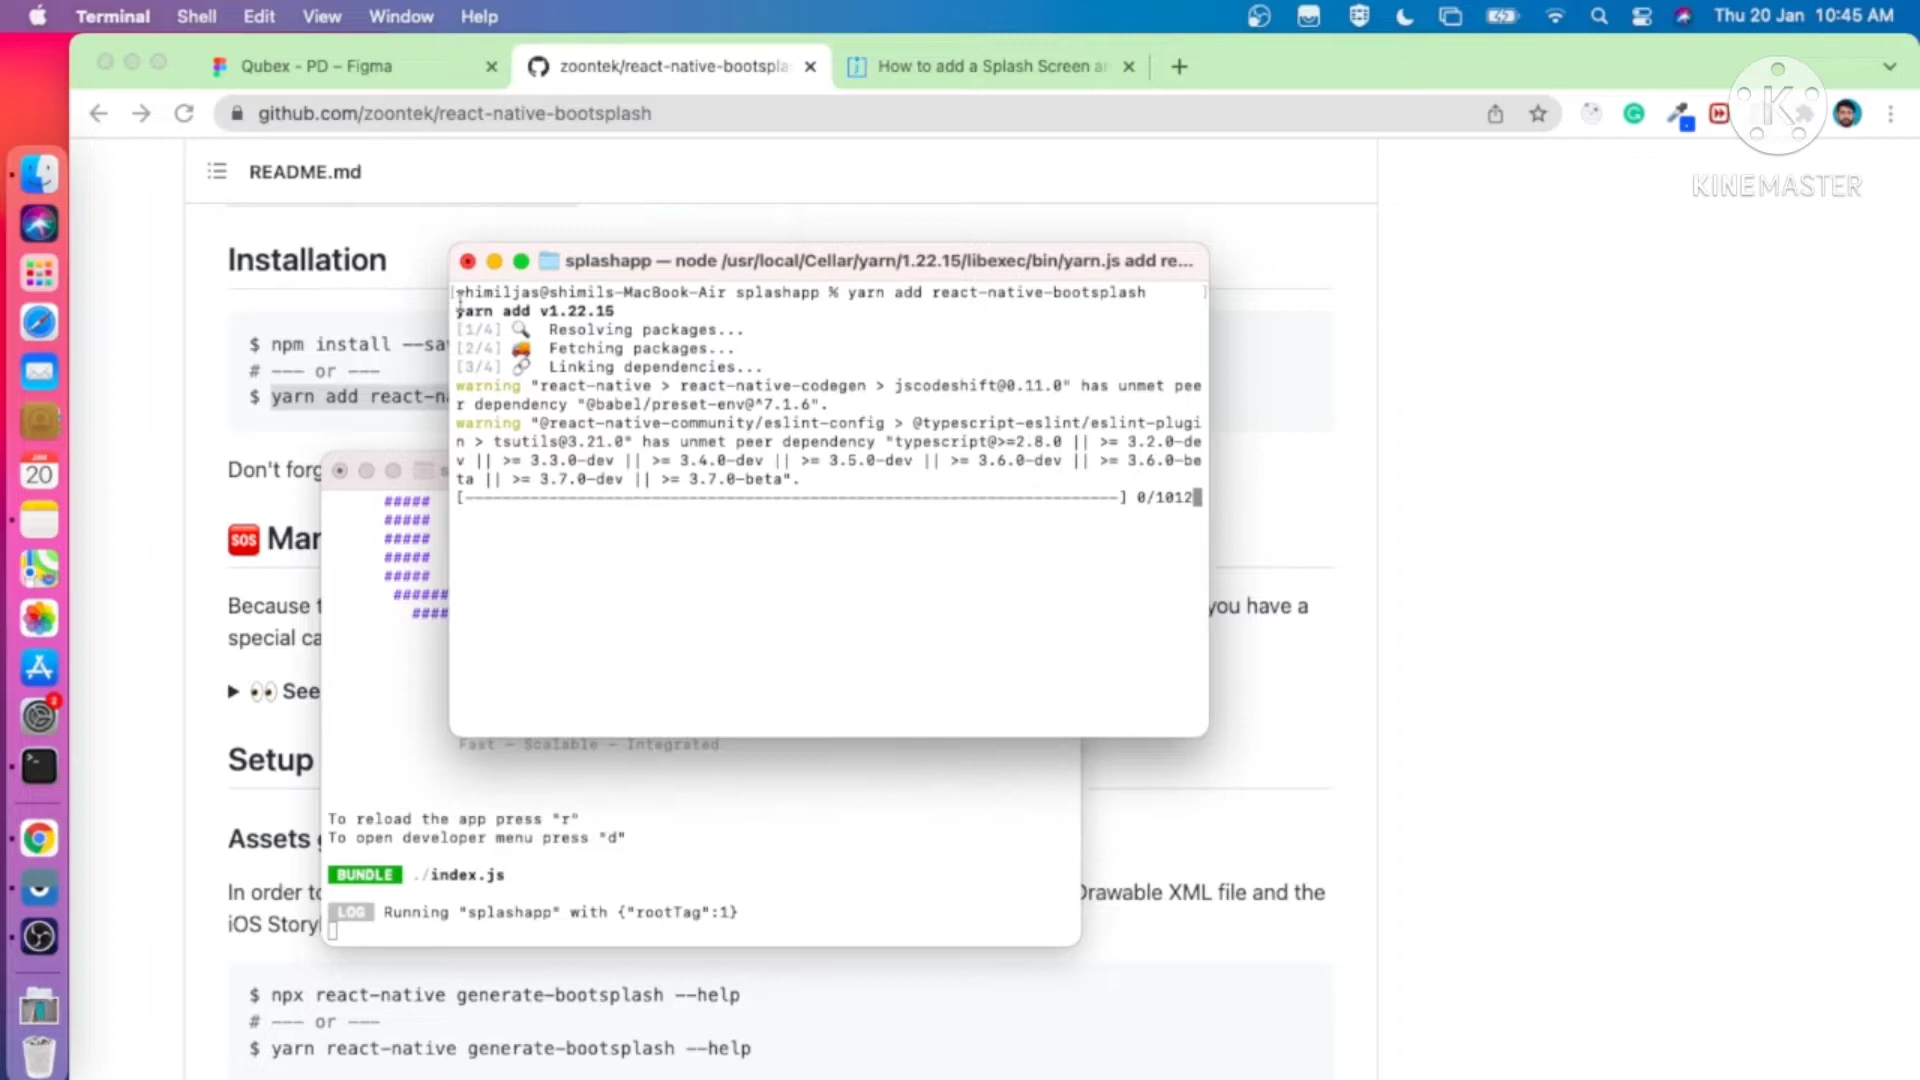 Terminal Shell Edit View Window Help Thu 20 Jan 10:45 AM
Qubex - PD – Figma
zoontek/react-native-bootspla
How to add a Splash Screen a
github.com/zoontek/react-native-bootsplash
KINEMASTER
README.md
Installation
$ npm install --sa
# --- or ---
$ yarn add react-n
Don't forg
SOS Mar
Because t
you have a
special ca
See
Setup
Assets
In order to
Drawable XML file and the
iOS Story
$ npx react-native generate-bootsplash --help
# --- or ---
$ yarn react-native generate-bootsplash --help
splashapp — node /usr/local/Cellar/yarn/1.22.15/libexec/bin/yarn.js add re...
shimiljas@shimils-MacBook-Air splashapp % yarn add react-native-bootsplash
yarn add v1.22.15
[1/4] Resolving packages...
[2/4] Fetching packages...
[3/4] Linking dependencies...
warning "react-native > react-native-codegen > jscodeshift@0.11.0" has unmet pee
r dependency "@babel/preset-env@^7.1.6".
warning "@react-native-community/eslint-config > @typescript-eslint/eslint-plugi
n > tsutils@3.21.0" has unmet peer dependency "typescript@>=2.8.0 || >= 3.2.0-de
v || >= 3.3.0-dev || >= 3.4.0-dev || >= 3.5.0-dev || >= 3.6.0-dev || >= 3.6.0-be
ta || >= 3.7.0-dev || >= 3.7.0-beta".
[--------------------------------------------------------------------] 0/1012
#####
#####
#####
#####
#####
######
####
Fast - Scalable - Integrated
To reload the app press "r"
To open developer menu press "d"
BUNDLE ./index.js
LOG Running "splashapp" with {"rootTag":1}
JAN
20
2